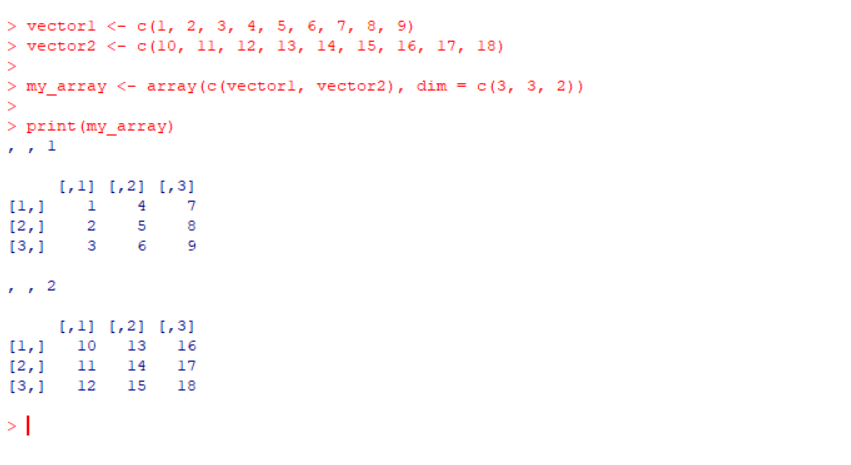 > vector1 <- c(1, 2, 3, 4, 5, 6, 7, 8, 9)
> vector2 <- c(10, 11, 12, 13, 14, 15, 16, 17, 18)
>
> my_array <- array(c(vector1, vector2), dim = c(3, 3, 2))
>
> print(my_array)
, , 1

     [,1] [,2] [,3]
[1,]    1    4    7
[2,]    2    5    8
[3,]    3    6    9

, , 2

     [,1] [,2] [,3]
[1,]   10   13   16
[2,]   11   14   17
[3,]   12   15   18

>